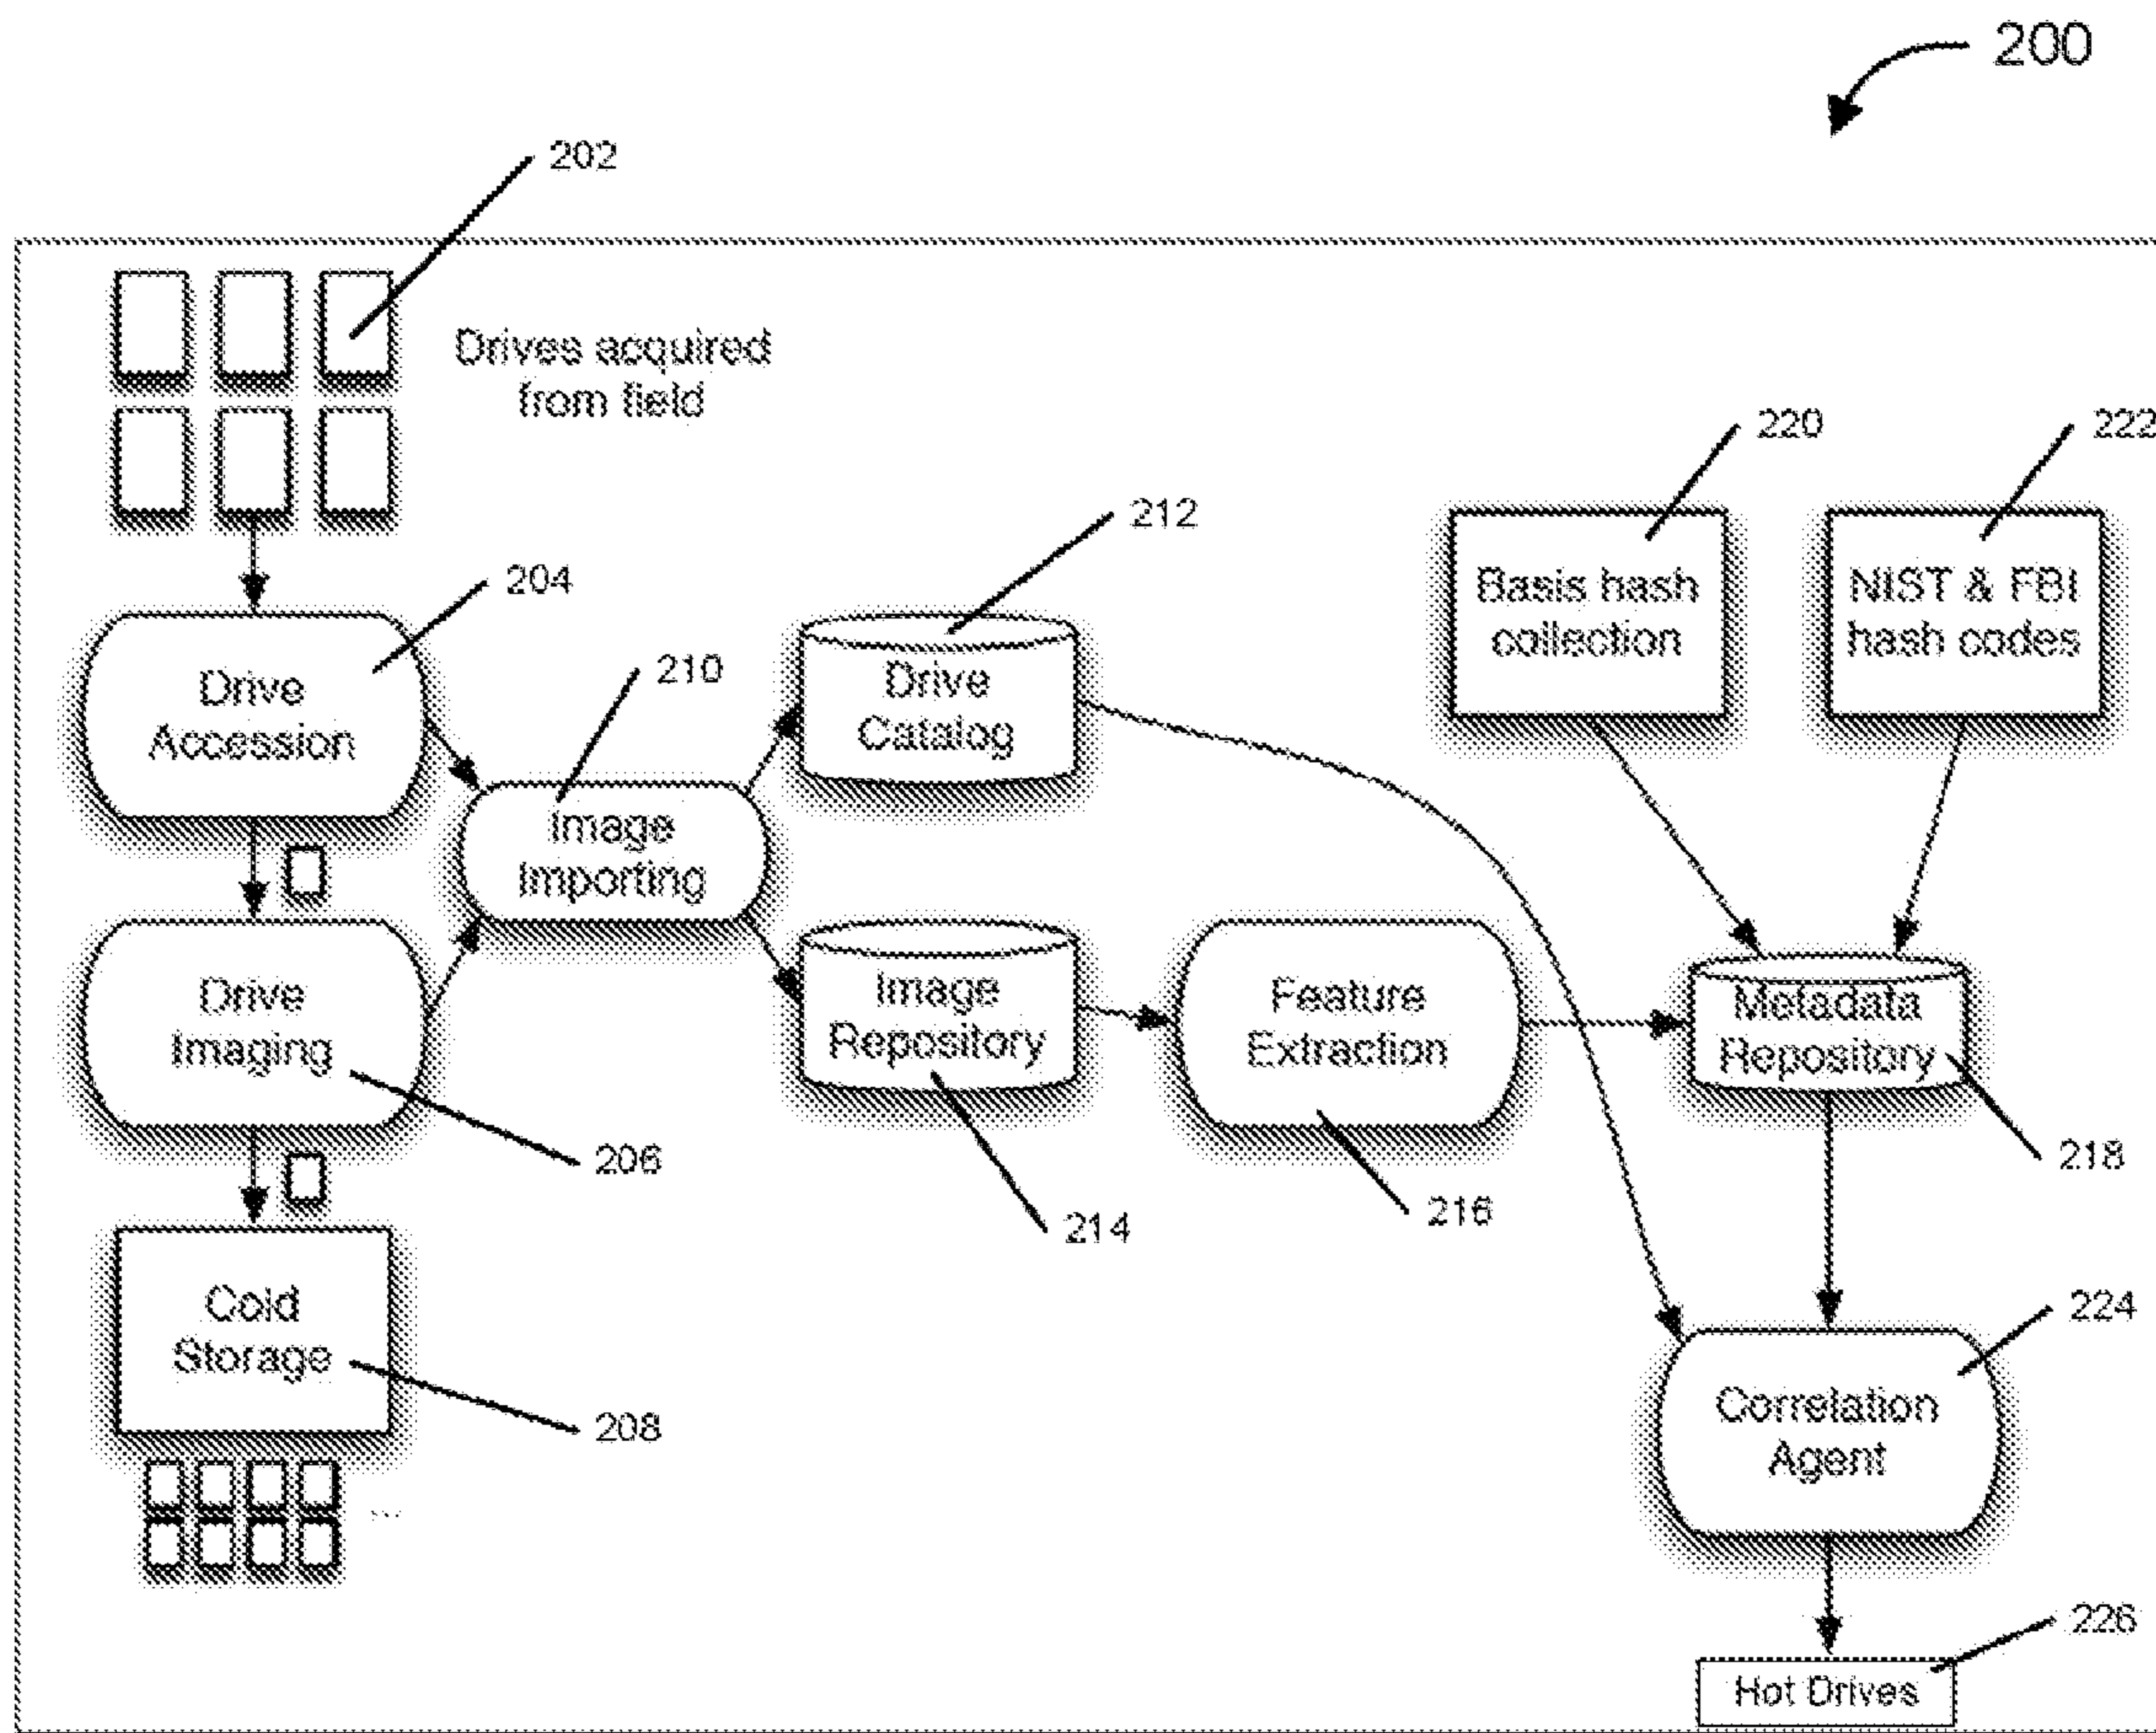 200
202
Drives acquired
from field
220
222
212
204
Basis hash
collection
NIST & FBI
hash codes
210
Drive
Accession
Drive
Catalog
Image
Importing
Drive
Imaging
Image
Repository
Feature
Extraction
Metadata
Repository
206
214
216
218
Cold
Storage
208
...
224
Correlation
Agent
226
Hot Drives